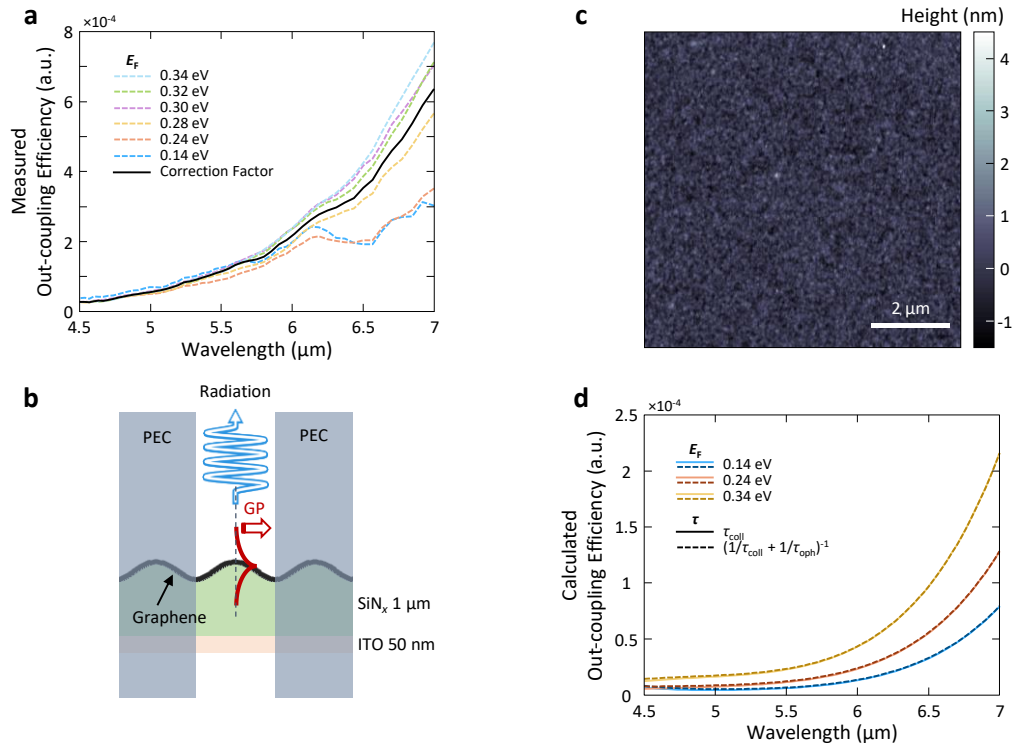 a
×10⁻⁴
8
6
4
2
0
4.5
5
5.5
6
6.5
7
Wavelength (μm)
Measured
Out-coupling Efficiency (a.u.)
E_F
0.34 eV
0.32 eV
0.30 eV
0.28 eV
0.24 eV
0.14 eV
Correction Factor
c
Height (nm)
4
3
2
1
0
-1
2 μm
b
Radiation
PEC
PEC
GP
Graphene
SiNₓ 1 μm
ITO 50 nm
d
×10⁻⁴
2.5
2
1.5
1
0.5
0
4.5
5
5.5
6
6.5
7
Wavelength (μm)
Calculated
Out-coupling Efficiency (a.u.)
E_F
0.14 eV
0.24 eV
0.34 eV
τ
τ_coll
(1/τ_coll + 1/τ_oph)⁻¹